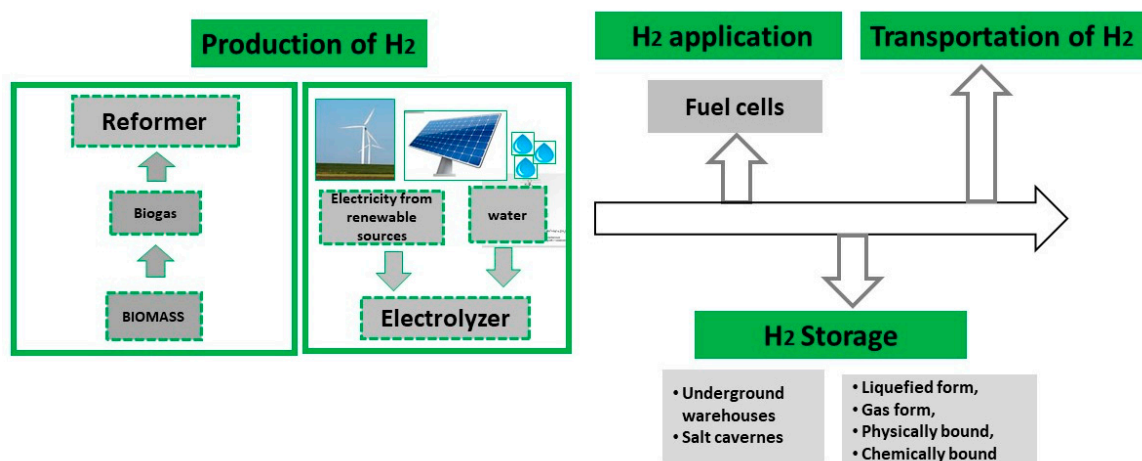 Production of H2
Reformer
Biogas
BIOMASS
Electricity from
renewable
sources
water
Electrolyzer
H2 application
Fuel cells
Transportation of H2
H2 Storage
• Underground
warehouses
• Salt cavernes
• Liquefied form,
• Gas form,
• Physically bound,
• Chemically bound